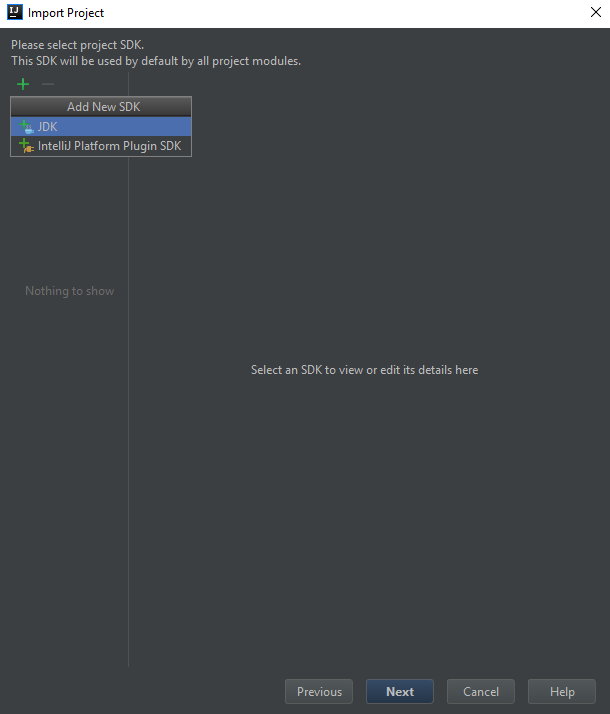 IJ Import Project
Please select project SDK.
This SDK will be used by default by all project modules.
Add New SDK
JDK
IntelliJ Platform Plugin SDK
Nothing to show
Select an SDK to view or edit its details here
Previous
Next
Cancel
Help